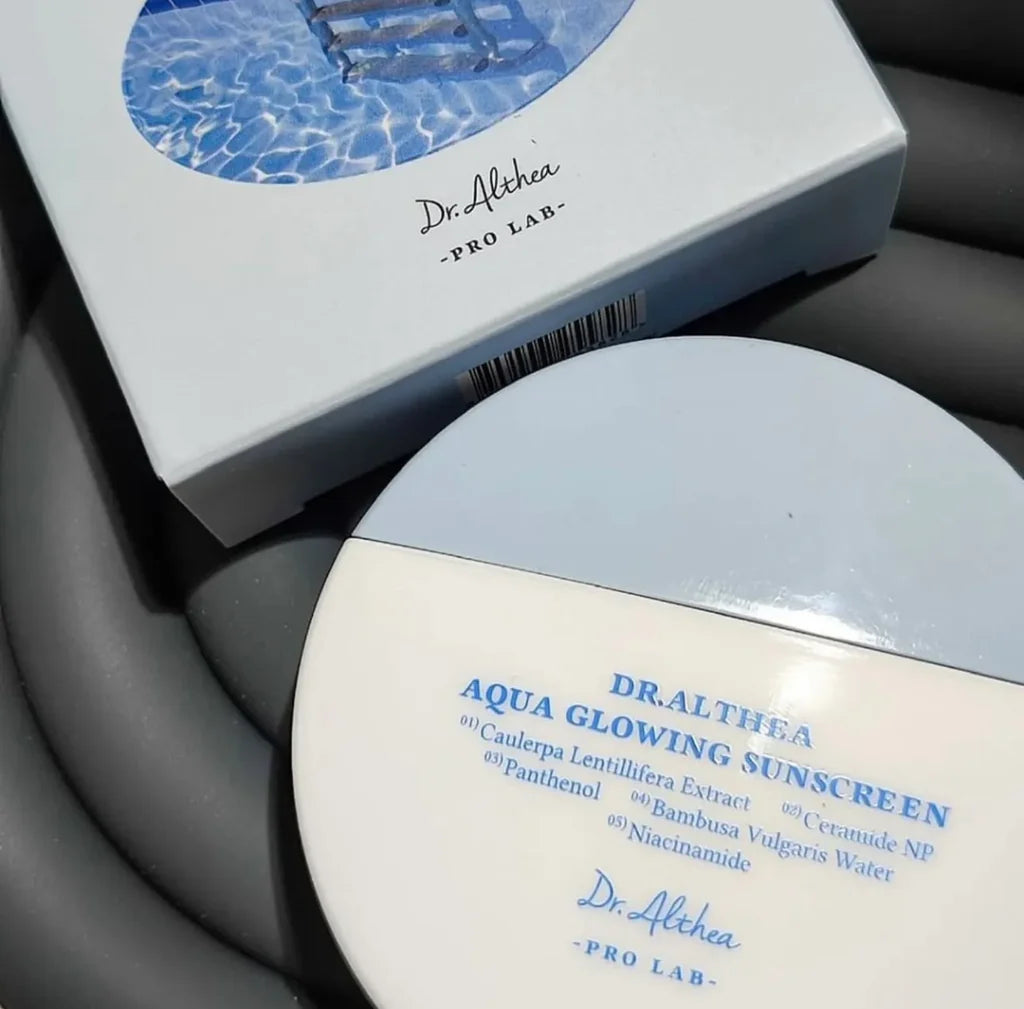 Dr. Althea
-PRO LAB-
DR.ALTHEA
AQUA GLOWING SUNSCREEN
01)Caulerpa Lentillifera Extract 02)Ceramide NP
03)Panthenol 04)Bambusa Vulgaris Water
05)Niacinamide
Dr. Althea
-PRO LAB-